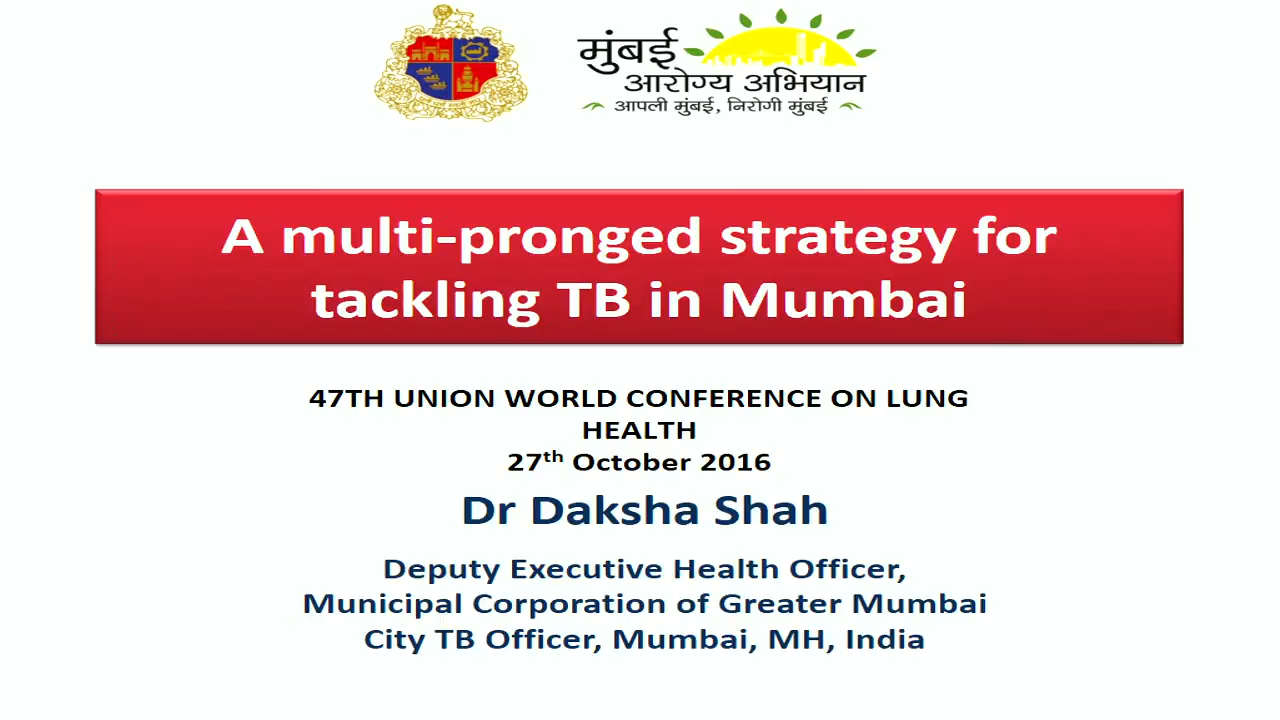 मुंबई
आरोग्य अभियान
आपली मुंबई, निरोगी मुंबई
A multi-pronged strategy for
tackling TB in Mumbai
47TH UNION WORLD CONFERENCE ON LUNG
HEALTH
27th October 2016
Dr Daksha Shah
Deputy Executive Health Officer,
Municipal Corporation of Greater Mumbai
City TB Officer, Mumbai, MH, India